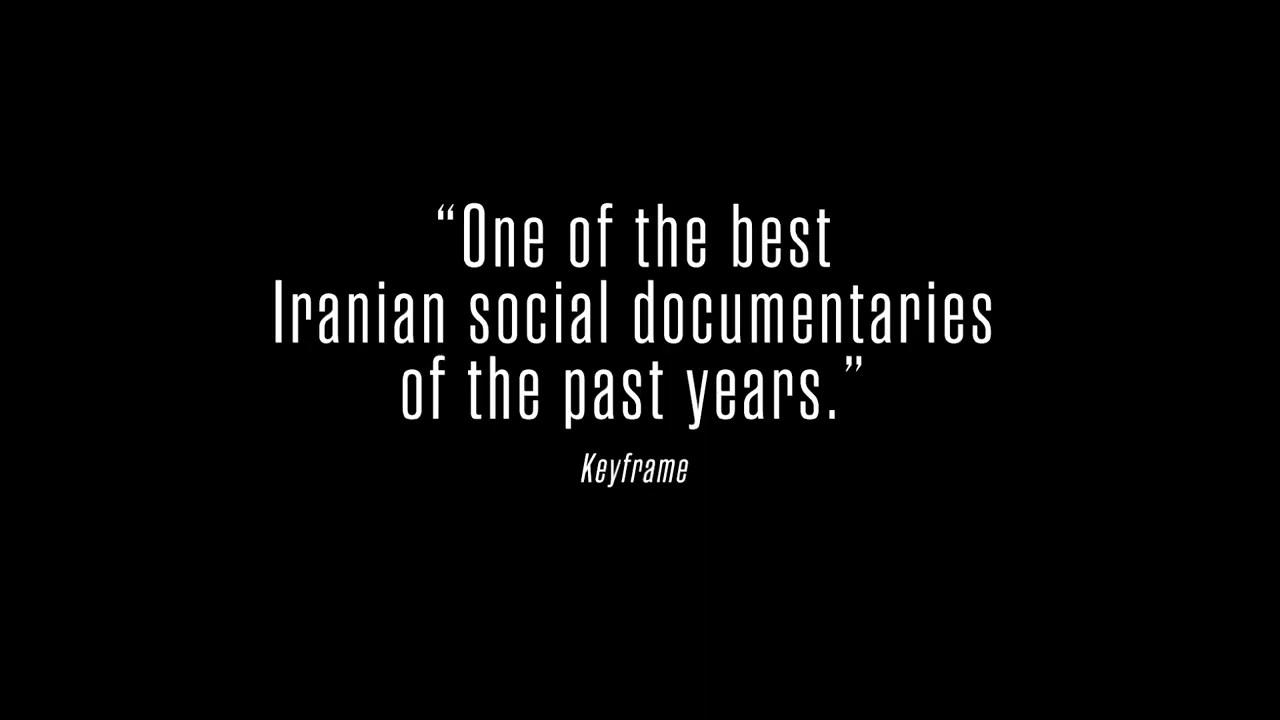 “One of the best
Iranian social documentaries
of the past years.”
Keyframe